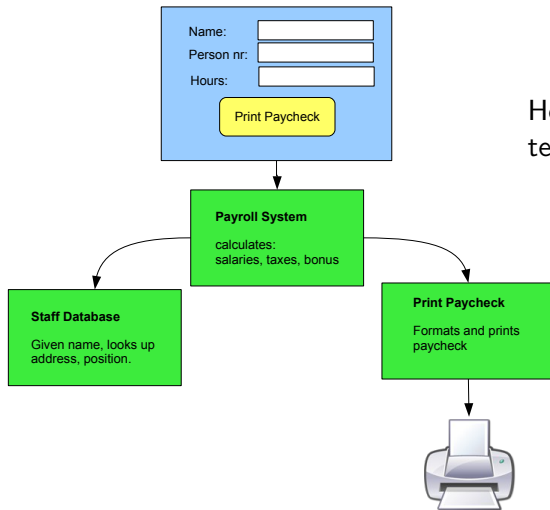 Name:
Person nr:
Hours:
Print Paycheck
Payroll System
calculates:
salaries, taxes, bonus
Staff Database
Given name, looks up
address, position.
Print Paycheck
Formats and prints
paycheck